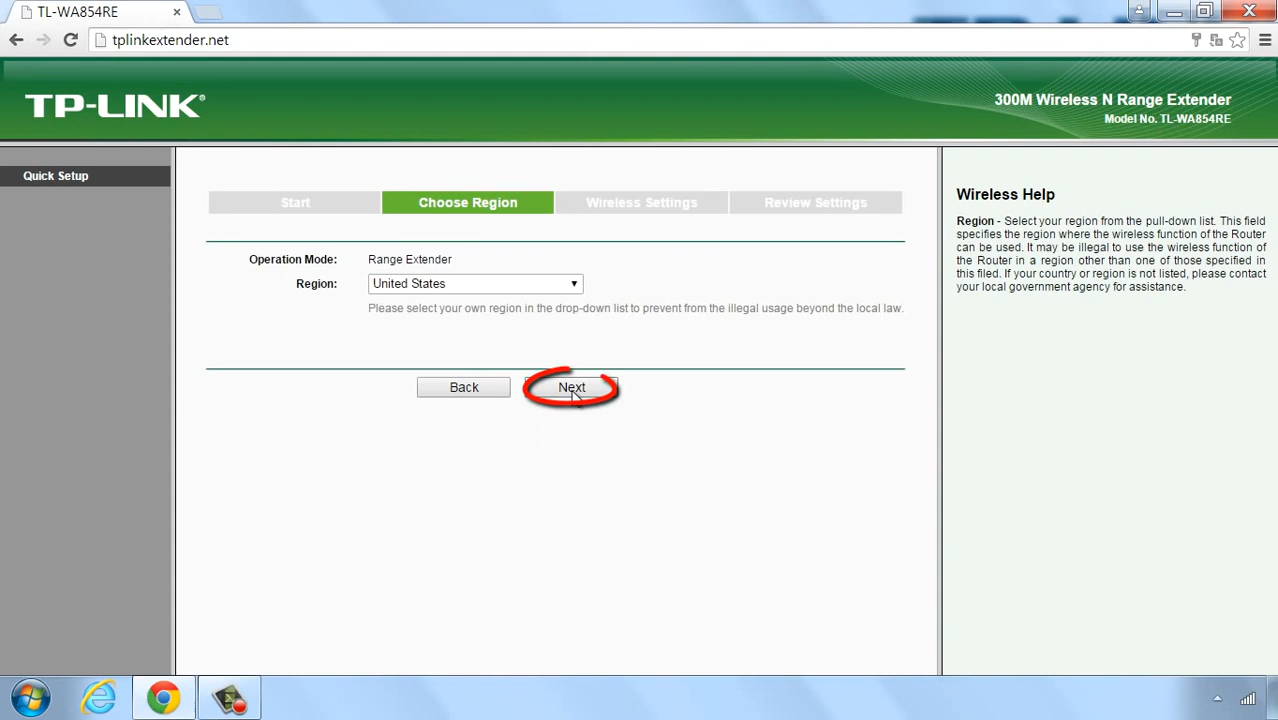 TL-WA854RE
tplinkextender.net
TP-LINK®
300M Wireless N Range Extender
Model No. TL-WA854RE
Quick Setup
Start
Choose Region
Wireless Settings
Review Settings
Operation Mode:
Range Extender
Region:
United States
Please select your own region in the drop-down list to prevent from the illegal usage beyond the local law.
Back
Next
Wireless Help
Region - Select your region from the pull-down list. This field
specifies the region where the wireless function of the Router
can be used. It may be illegal to use the wireless function of
the Router in a region other than one of those specified in
this filed. If your country or region is not listed, please contact
your local government agency for assistance.